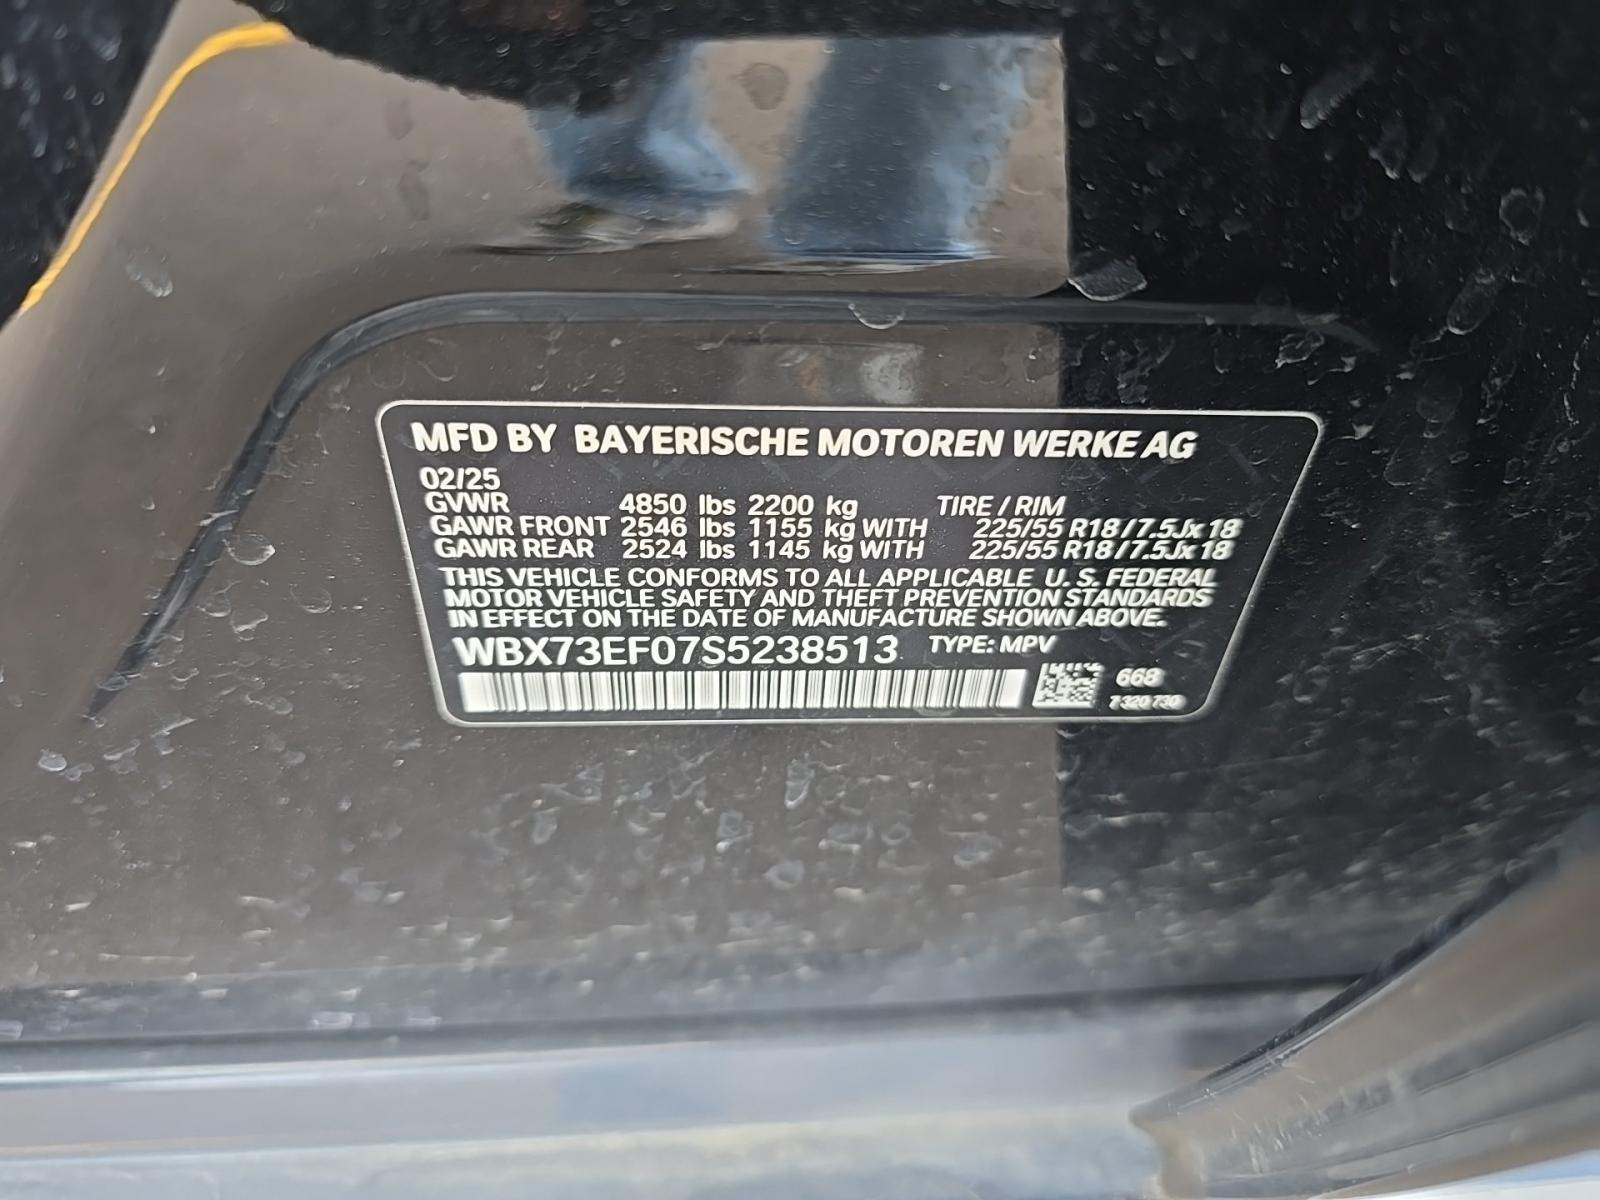 MFD BY BAYERISCHE MOTOREN WERKE AG
02/25
GVWR 4850 lbs 2200 kg TIRE / RIM
GAWR FRONT 2546 lbs 1155 kg WITH 225/55 R18 / 7.5Jx 18
GAWR REAR 2524 lbs 1145 kg WITH 225/55 R18 / 7.5Jx 18
THIS VEHICLE CONFORMS TO ALL APPLICABLE U. S. FEDERAL
MOTOR VEHICLE SAFETY AND THEFT PREVENTION STANDARDS
IN EFFECT ON THE DATE OF MANUFACTURE SHOWN ABOVE.
WBX73EF07S5238513 TYPE: MPV
668
7 320 730